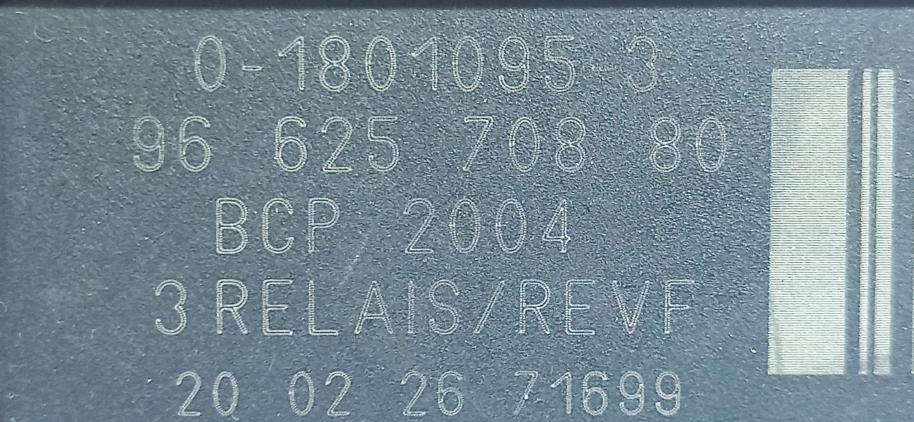 0-1801095-3
96 625 708 80
BCP 2004
3 RELAIS/REVF
20 02 26 71699